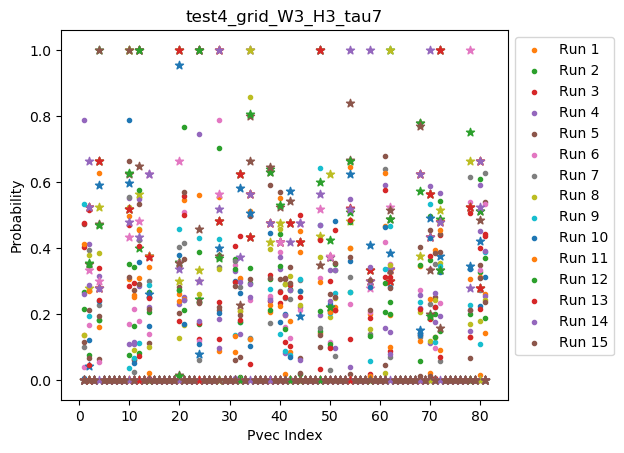 test4_grid_W3_H3_tau7
1.0
0.8
0.6
0.4
0.2
0.0
Probability
0 10 20 30 40 50 60 70 80
Pvec Index
Run 1
Run 2
Run 3
Run 4
Run 5
Run 6
Run 7
Run 8
Run 9
Run 10
Run 11
Run 12
Run 13
Run 14
Run 15